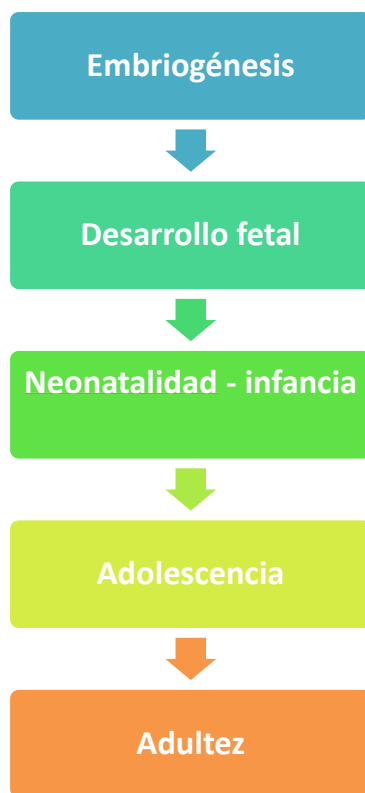 Embriogénesis
Desarrollo fetal
Neonatalidad - infancia
Adolescencia
Adultez